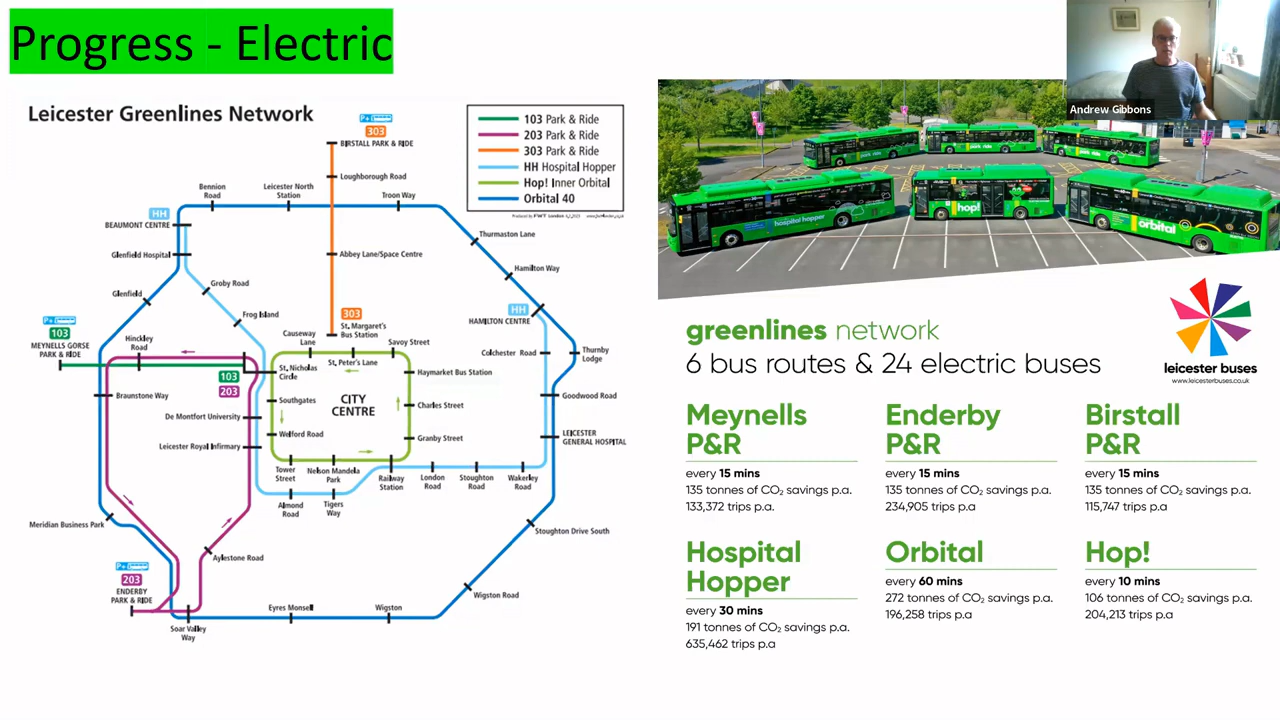 Progress - Electric
Andrew Gibbons
Leicester Greenlines Network
103 Park & Ride
203 Park & Ride
303 Park & Ride
HH Hospital Hopper
Hop! Inner Orbital
Orbital 40
P+
303
BIRSTALL PARK & RIDE
Loughborough Road
Bennion
Road
Leicester North
Station
Troon Way
HH
BEAUMONT CENTRE
Glenfield Hospital
Abbey Lane/Space Centre
Thurmaston Lane
Hamilton Way
Glenfield
Groby Road
Frog Island
HH
HAMILTON CENTRE
303
St. Margaret's
Bus Station
Causeway
Lane
St. Peter's Lane
Savoy Street
P+
103
MEYNELLS GORSE
PARK & RIDE
Hinckley
Road
Colchester Road
Thurnby
Lodge
103
203
St. Nicholas
Circle
Haymarket Bus Station
Braunstone Way
Southgates
CITY
CENTRE
Charles Street
Goodwood Road
De Montfort University
Welford Road
Granby Street
LEICESTER
GENERAL HOSPITAL
Leicester Royal Infirmary
Tower
Street
Nelson Mandela
Park
Railway
Station
London
Road
Stoughton
Road
Wakerley
Road
Almond
Road
Tigers
Way
Meridian Business Park
Stoughton Drive South
Aylestone Road
P+
203
ENDERBY
PARK & RIDE
Wigston Road
Soar Valley
Way
Eyres Monsell
Wigston
park ride
park ride
park ride
hospital hopper
hop!
orbital
leicester buses
www.leicesterbuses.co.uk
greenlines network
6 bus routes & 24 electric buses
Meynells
P&R
every 15 mins
135 tonnes of CO₂ savings p.a.
133,372 trips p.a.
Enderby
P&R
every 15 mins
135 tonnes of CO₂ savings p.a.
234,905 trips p.a
Birstall
P&R
every 15 mins
135 tonnes of CO₂ savings p.a.
115,747 trips p.a
Hospital
Hopper
every 30 mins
191 tonnes of CO₂ savings p.a.
635,462 trips p.a
Orbital
every 60 mins
272 tonnes of CO₂ savings p.a.
196,258 trips p.a
Hop!
every 10 mins
106 tonnes of CO₂ savings p.a.
204,213 trips p.a